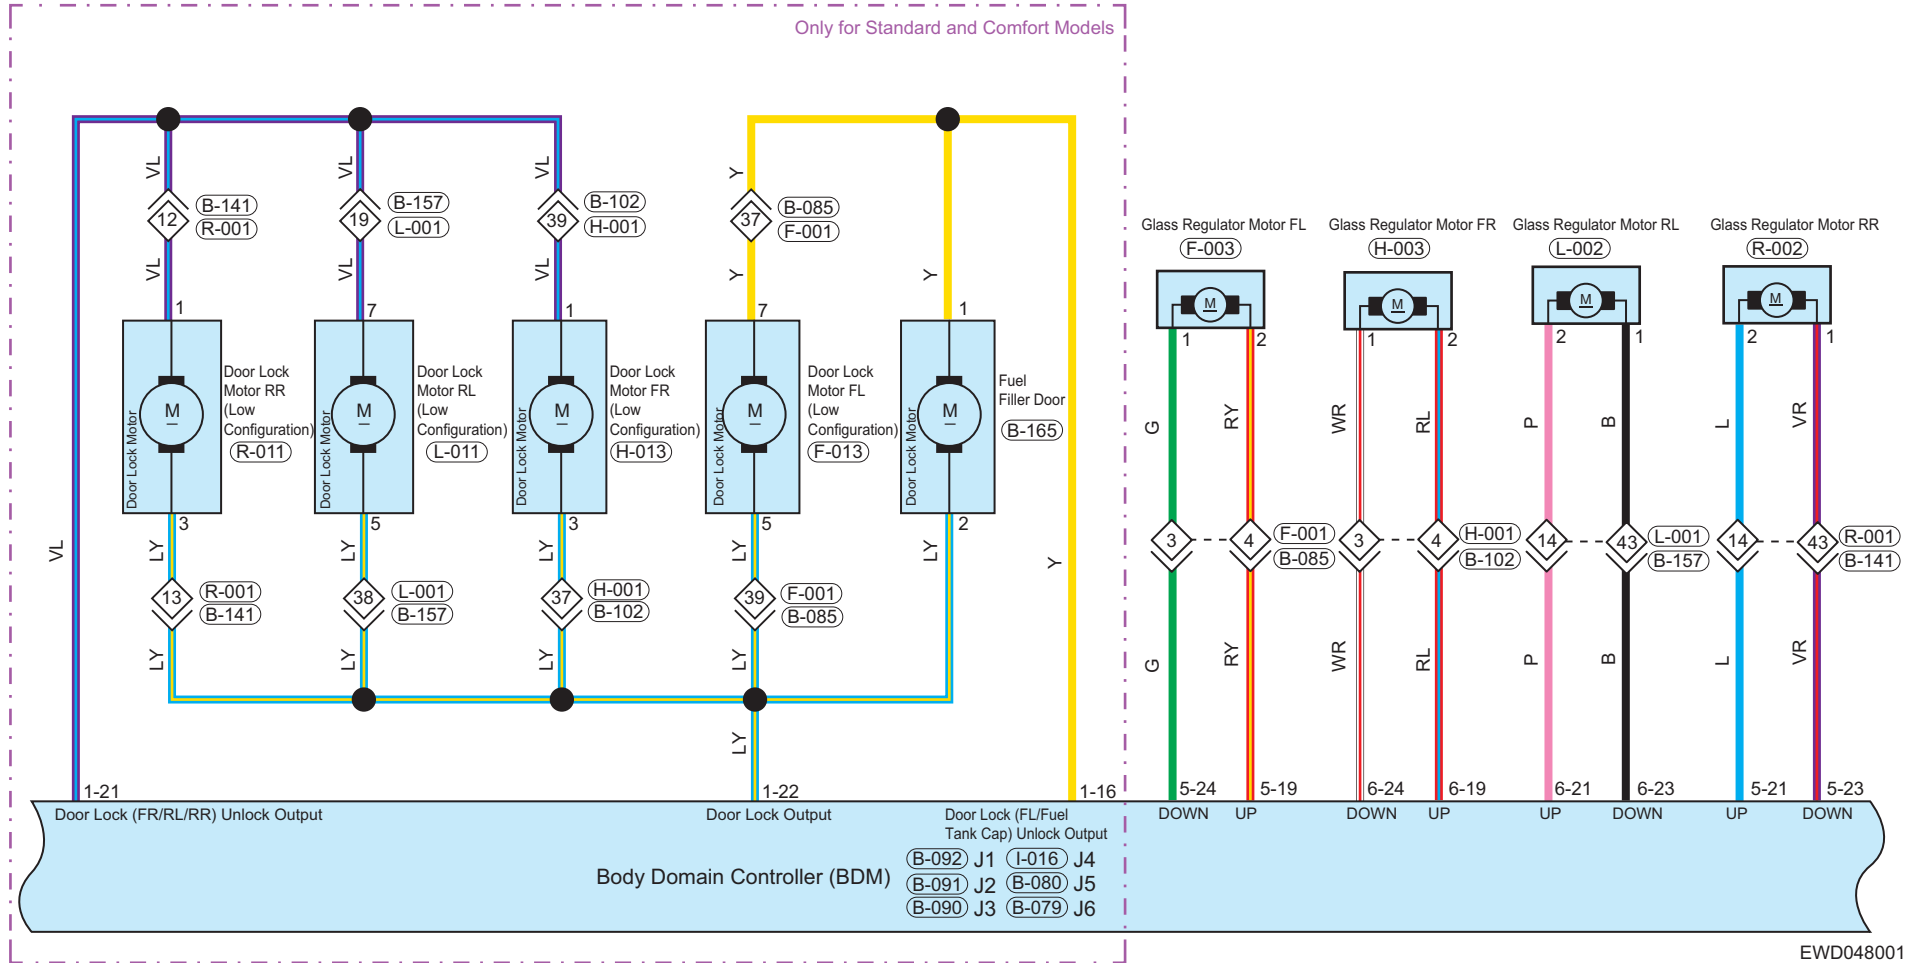 Only for Standard and Comfort Models
VL
VL
VL
Y
12
B-141
R-001
19
B-157
L-001
39
B-102
H-001
37
B-085
F-001
VL
VL
VL
Y
Y
1
7
1
7
1
Door Lock Motor
M
Door Lock
Motor RR
(Low
Configuration)
R-011
Door Lock Motor
M
Door Lock
Motor RL
(Low
Configuration)
L-011
Door Lock Motor
M
Door Lock
Motor FR
(Low
Configuration)
H-013
Door Lock Motor
M
Door Lock
Motor FL
(Low
Configuration)
F-013
Door Lock Motor
M
Fuel
Filler Door
B-165
3
5
3
5
2
VL
LY
LY
LY
LY
LY
Y
13
R-001
B-141
38
L-001
B-157
37
H-001
B-102
39
F-001
B-085
LY
LY
LY
LY
LY
Glass Regulator Motor FL
F-003
M
1
2
Glass Regulator Motor FR
H-003
M
1
2
Glass Regulator Motor RL
L-002
M
2
1
Glass Regulator Motor RR
R-002
M
2
1
G
RY
WR
RL
P
B
L
VR
3
4
F-001
B-085
3
4
H-001
B-102
14
43
L-001
B-157
14
43
R-001
B-141
G
RY
WR
RL
P
B
L
VR
1-21
1-22
1-16
5-24
5-19
6-24
6-19
6-21
6-23
5-21
5-23
Door Lock (FR/RL/RR) Unlock Output
Door Lock Output
Door Lock (FL/Fuel
Tank Cap) Unlock Output
DOWN
UP
DOWN
UP
UP
DOWN
UP
DOWN
Body Domain Controller (BDM)
B-092 J1
I-016 J4
B-091 J2
B-080 J5
B-090 J3
B-079 J6
EWD048001